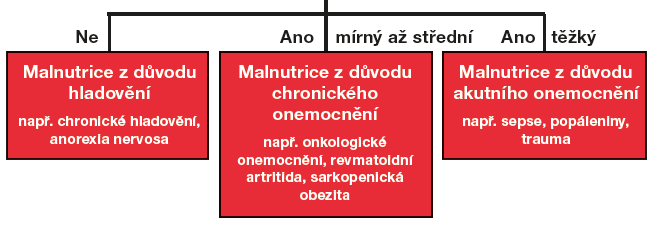 Ne
Ano mírný až střední
Ano těžký
Malnutrice z důvodu
hladovění
např. chronické hladovění,
anorexia nervosa
Malnutrice z důvodu
chronického
onemocnění
např. onkologické
onemocnění, revmatoidní
artritida, sarkopenická
obezita
Malnutrice z důvodu
akutního onemocnění
např. sepse, popáleniny,
trauma